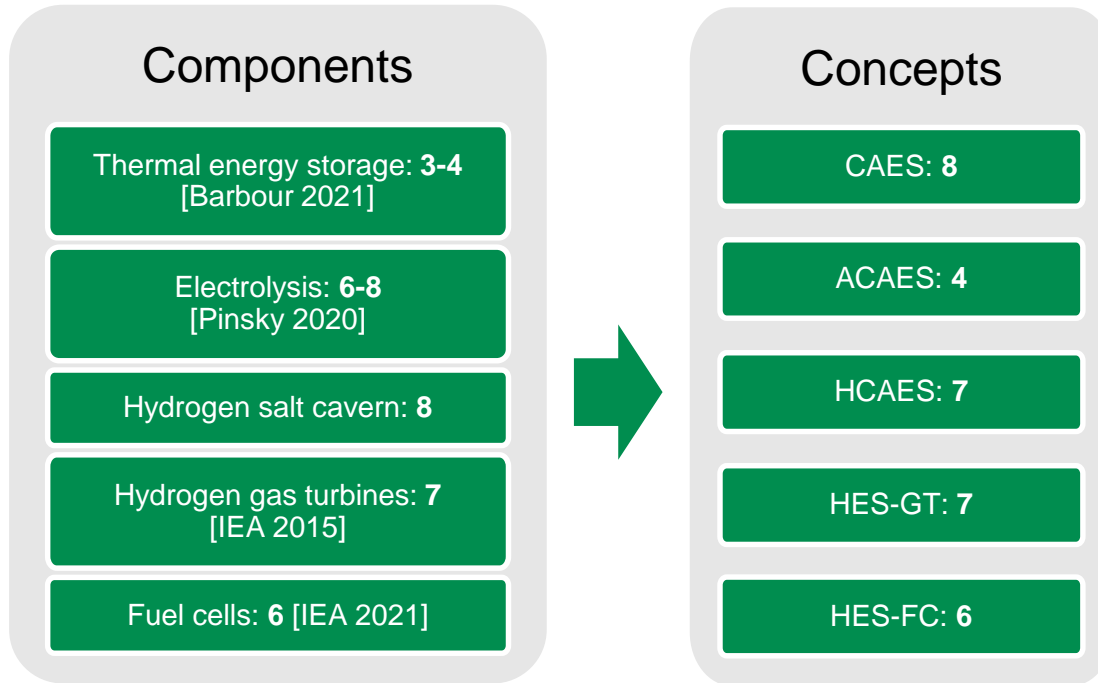 Components
Thermal energy storage: 3-4
[Barbour 2021]
Electrolysis: 6-8
[Pinsky 2020]
Hydrogen salt cavern: 8
Hydrogen gas turbines: 7
[IEA 2015]
Fuel cells: 6 [IEA 2021]
Concepts
CAES: 8
ACAES: 4
HCAES: 7
HES-GT: 7
HES-FC: 6